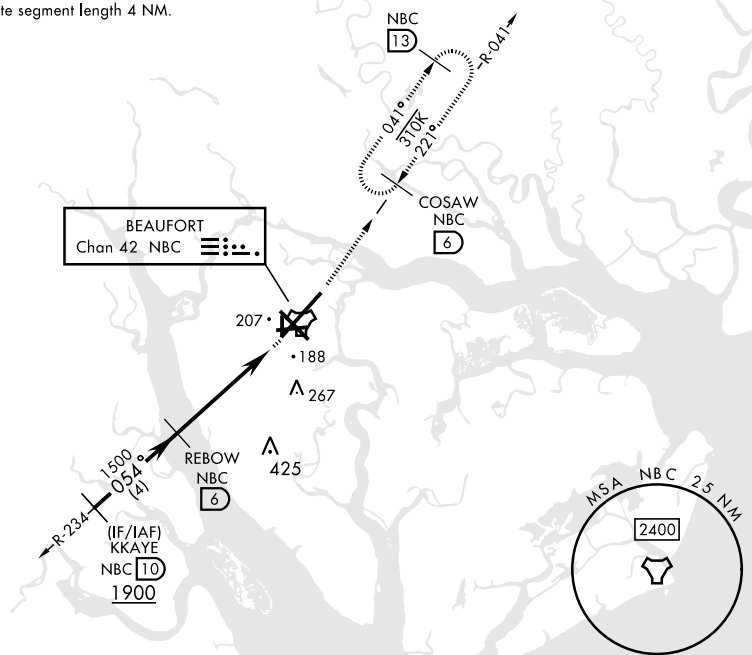 te segment length 4 NM.
NBC
13
R-041
041°
310K
221°
COSAW
NBC
6
BEAUFORT
Chan 42 NBC
207
188
267
425
REBOW
NBC
6
1500
054°
(4)
R-234
(IF/IAF)
KKAYE
NBC 10
1900
MSA NBC 25 NM
2400